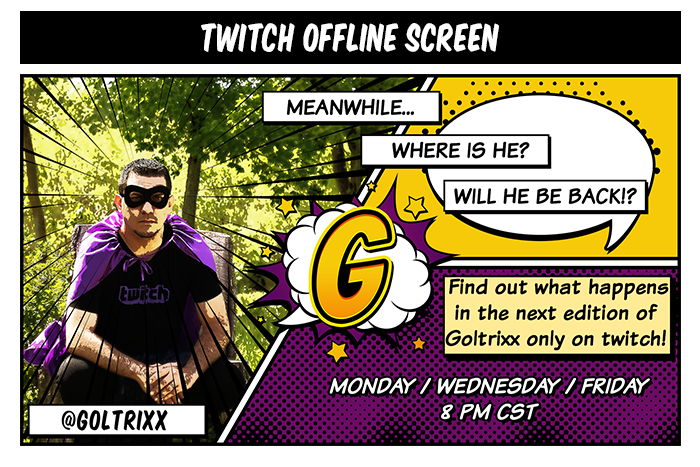 TWITCH OFFLINE SCREEN
MEANWHILE...
WHERE IS HE?
WILL HE BE BACK!?
G
twitch
Find out what happens
in the next edition of
Goltrixx only on twitch!
MONDAY / WEDNESDAY / FRIDAY
8 PM CST
@GOLTRIXX